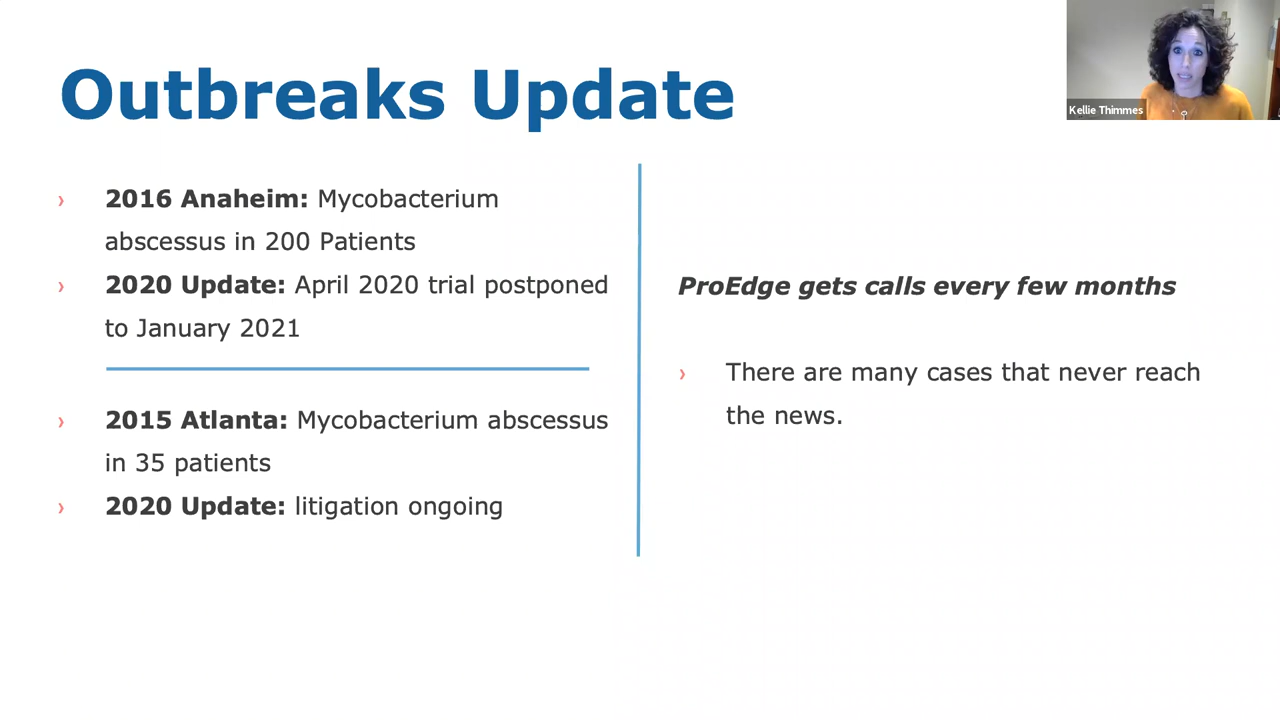 Outbreaks Update
Kellie Thimmes
› 2016 Anaheim: Mycobacterium
abscessus in 200 Patients
› 2020 Update: April 2020 trial postponed
to January 2021
› 2015 Atlanta: Mycobacterium abscessus
in 35 patients
› 2020 Update: litigation ongoing
ProEdge gets calls every few months
› There are many cases that never reach
the news.